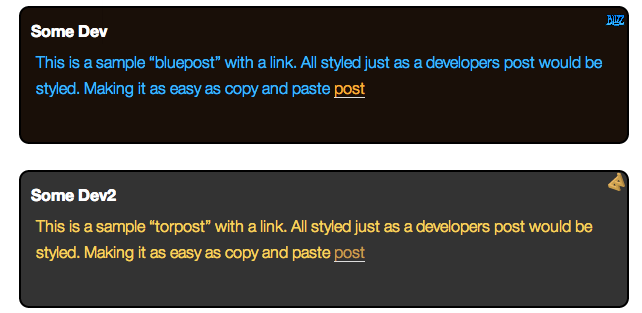 BLIZZ
Some Dev
This is a sample “bluepost” with a link. All styled just as a developers post would be
styled. Making it as easy as copy and paste post
Some Dev2
This is a sample “torpost” with a link. All styled just as a developers post would be
styled. Making it as easy as copy and paste post